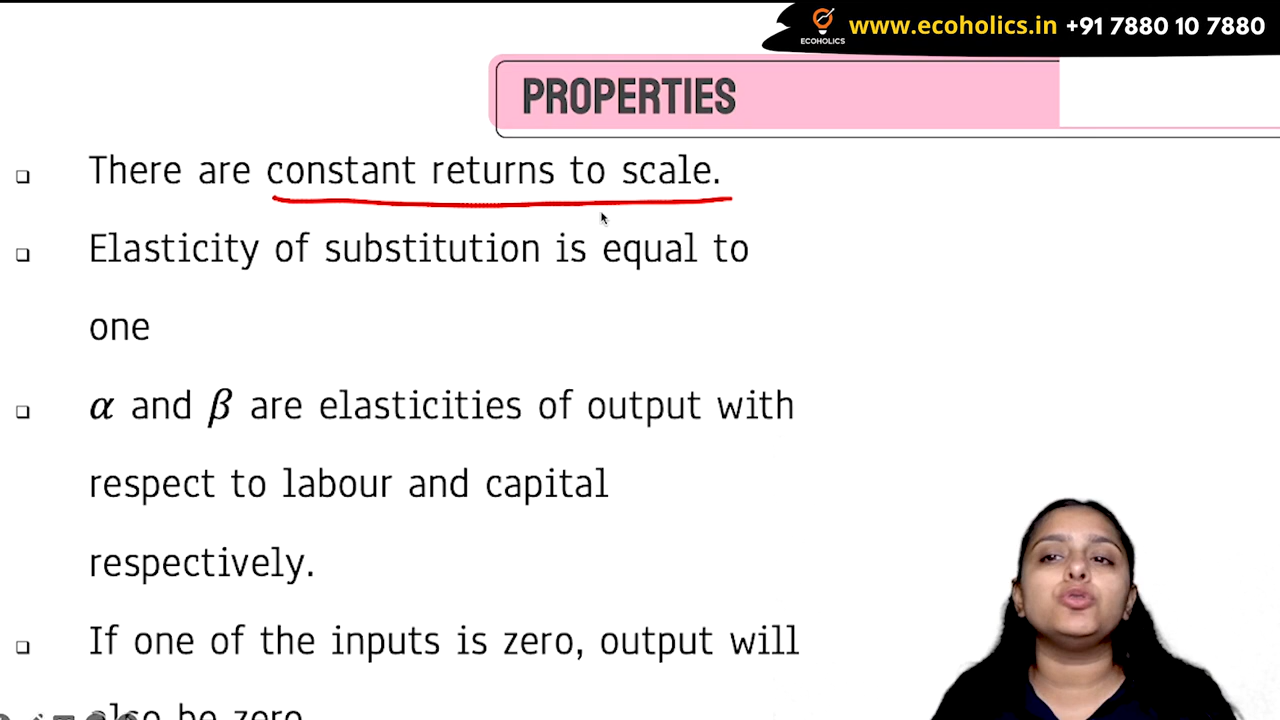 www.ecoholics.in +91 7880 10 7880
ECOHOLICS
PROPERTIES
There are constant returns to scale.
Elasticity of substitution is equal to
one
α and β are elasticities of output with
respect to labour and capital
respectively.
If one of the inputs is zero, output will
also be zero